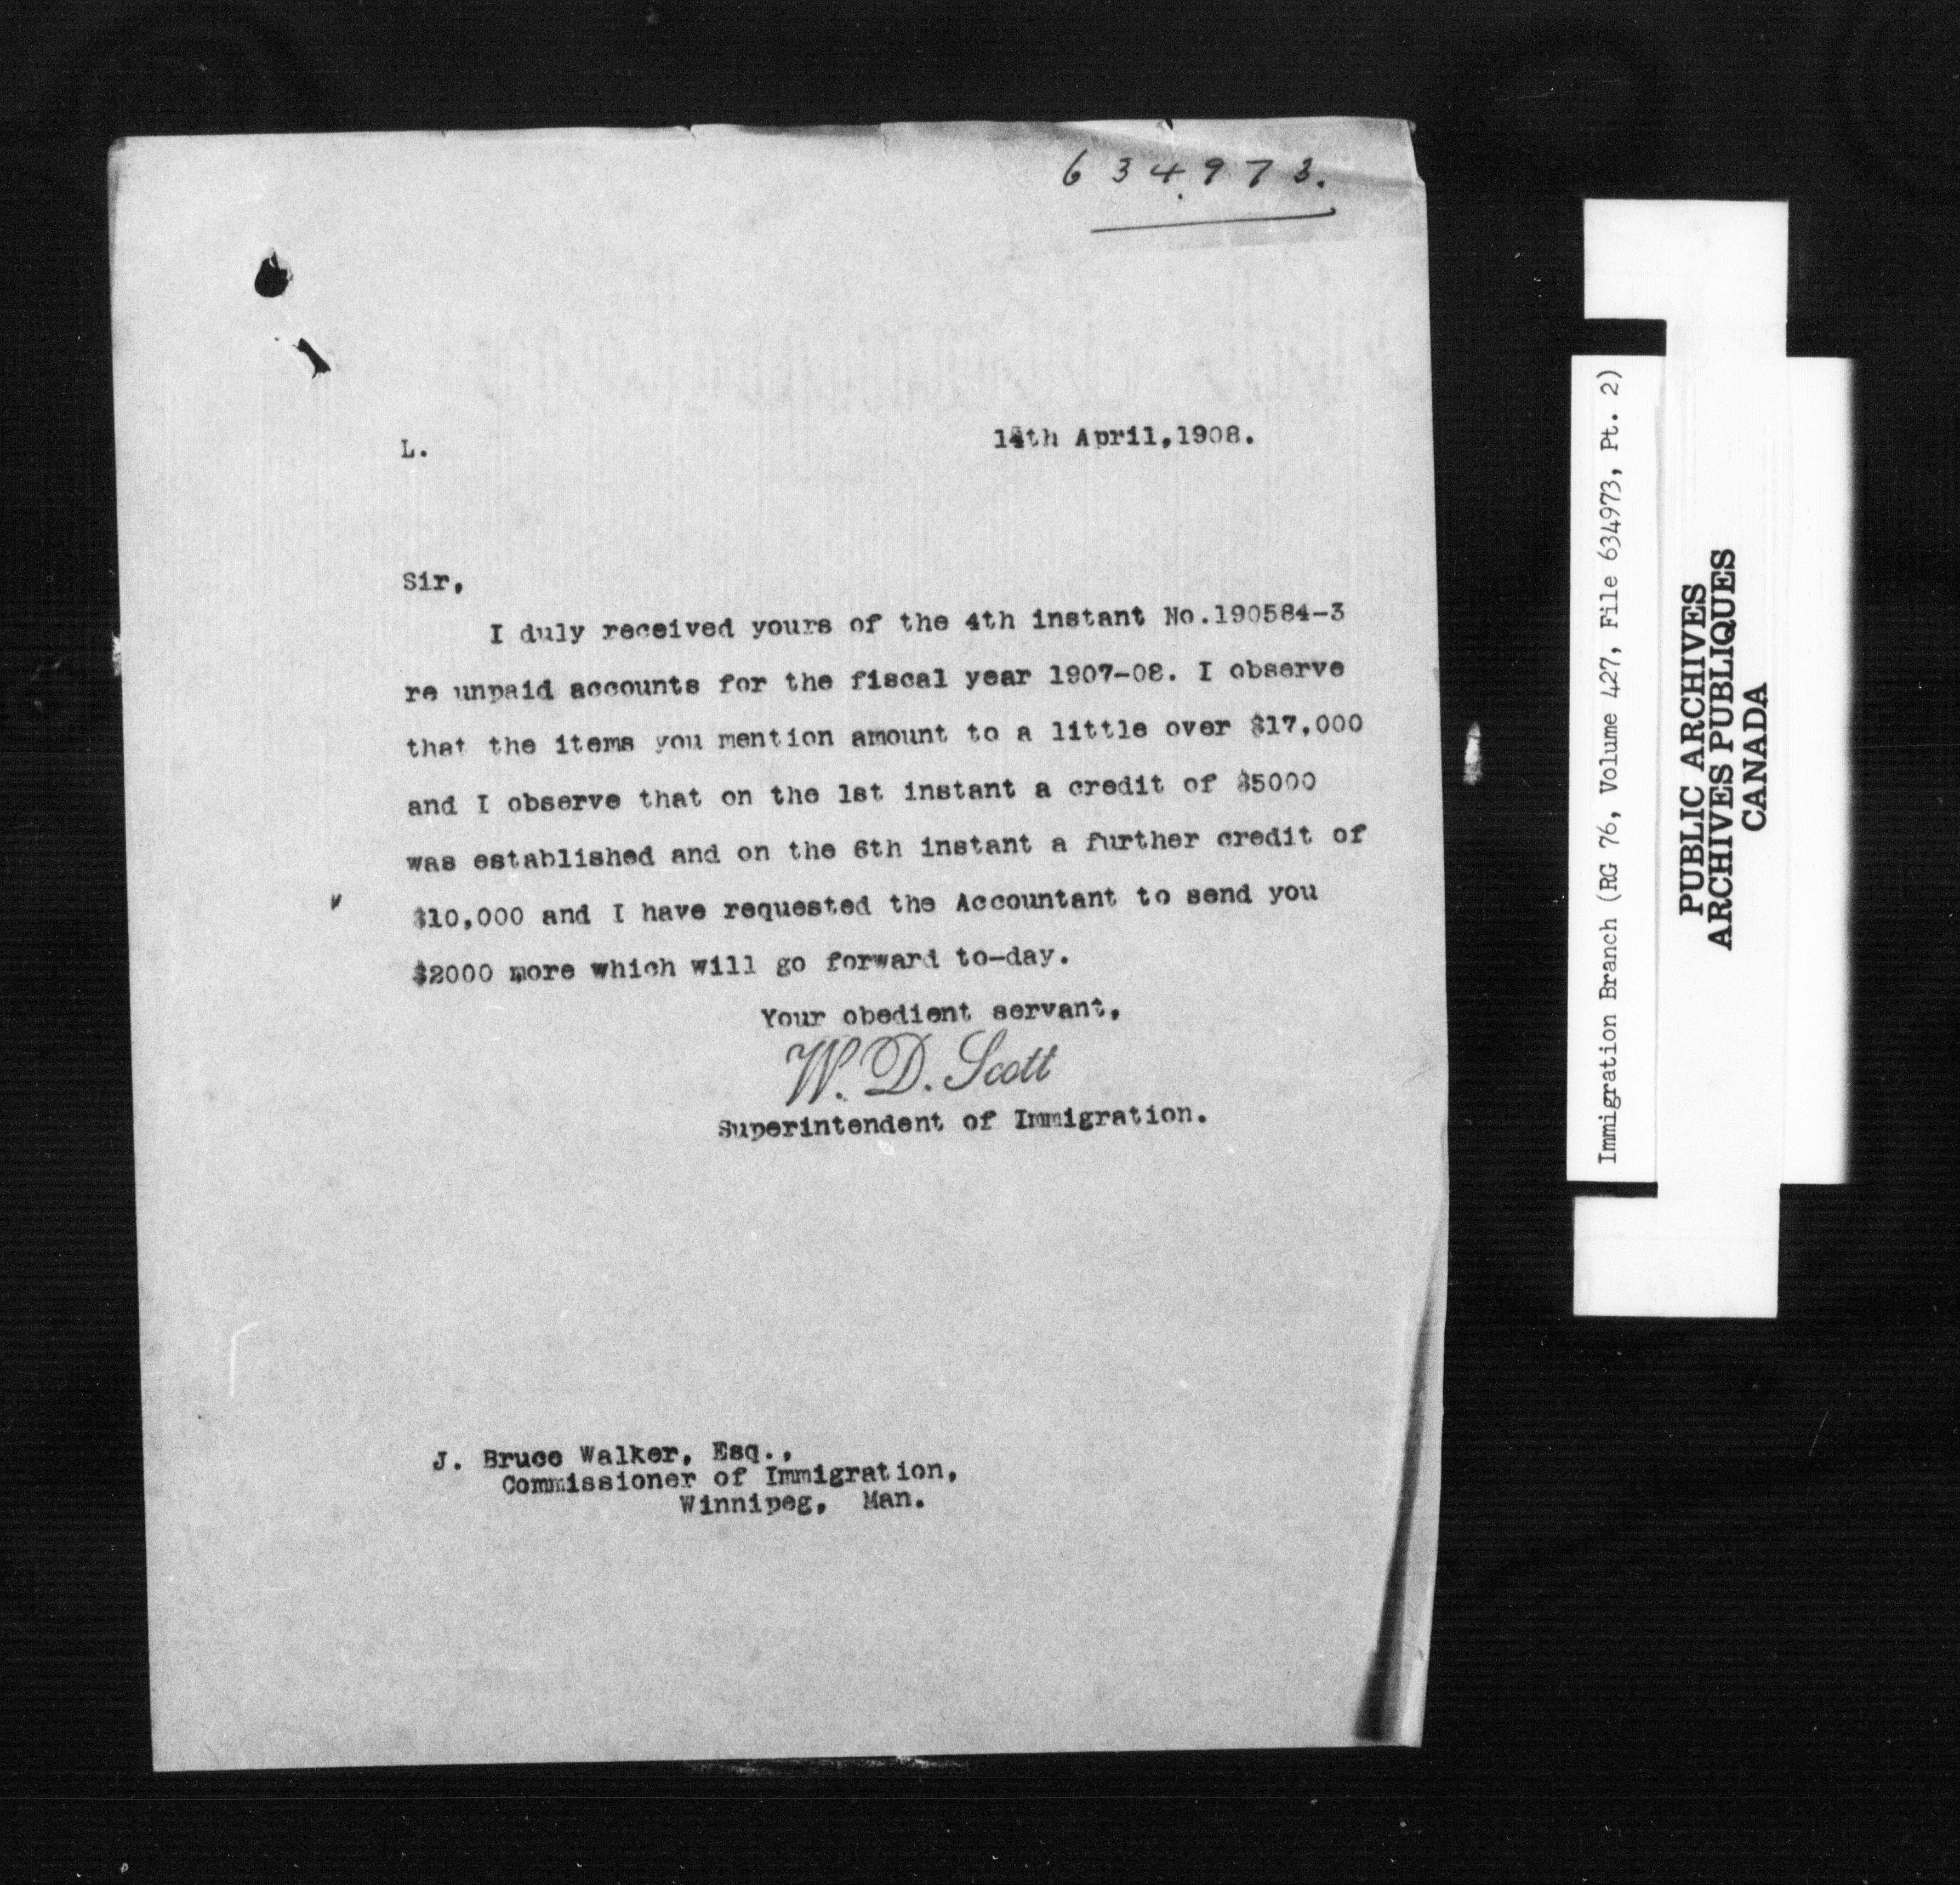 634973.
L.
14th April,1908.
Sir,
I duly received yours of the 4th instant No.190584-3
re unpaid accounts for the fiscal year 1907-08. I observe
that the items you mention amount to a little over $17,000
and I observe that on the 1st instant a credit of $5000
was established and on the 6th instant a further credit of
$10,000 and I have requested the Accountant to send you
$2000 more which will go forward to-day.
Your obedient servant,
W. D. Scott
Superintendent of Immigration.
J. Bruce Walker, Esq.,
Commissioner of Immigration,
Winnipeg, Man.
Immigration Branch (RG 76, Volume 427, File 634973, Pt. 2)
PUBLIC ARCHIVES
ARCHIVES PUBLIQUES
CANADA